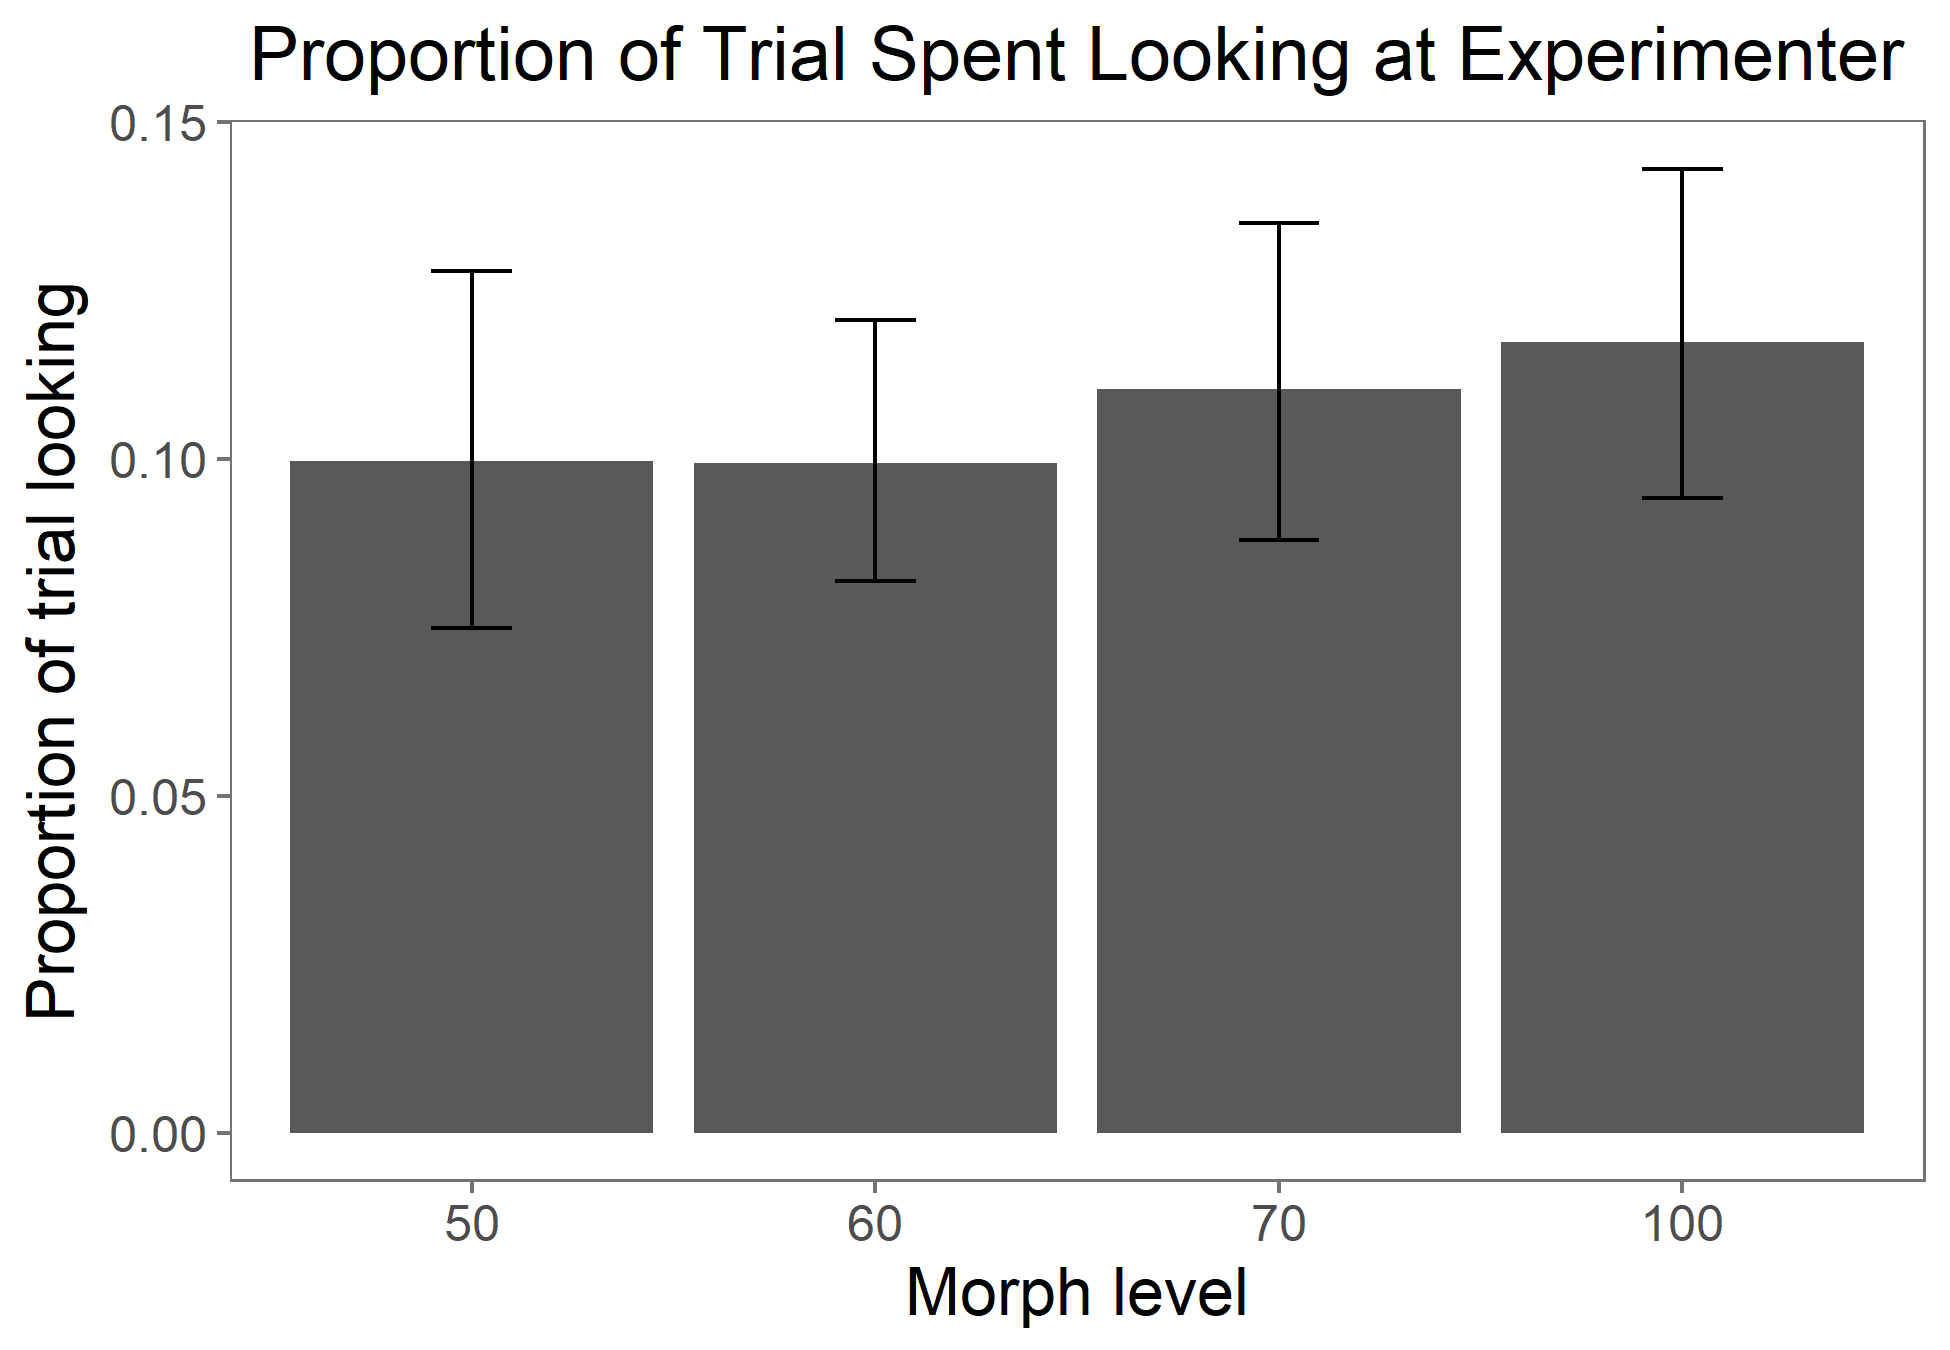 Proportion of Trial Spent Looking at Experimenter
Proportion of trial looking
0.15
0.10
0.05
0.00
50 60 70 100
Morph level